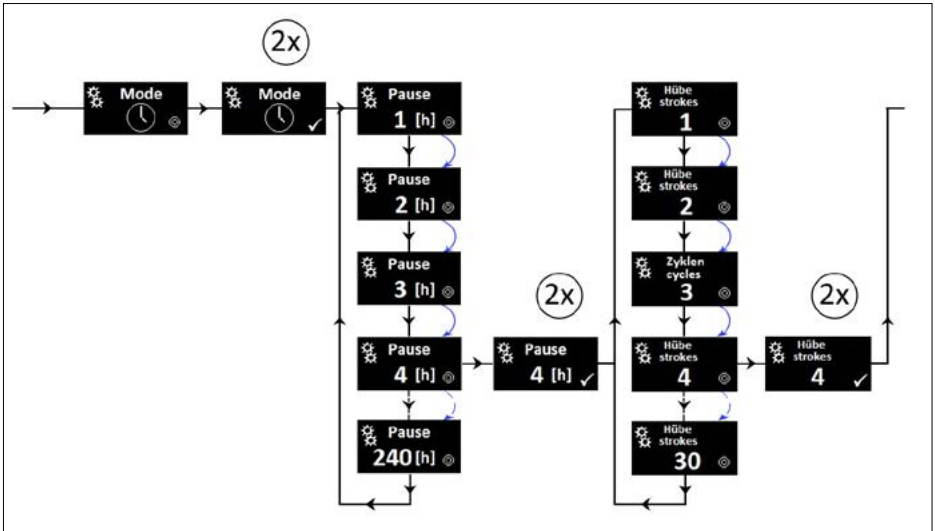 2x
Mode
Mode
Pause
1 [h]
Pause
2 [h]
Pause
3 [h]
Pause
4 [h]
Pause
240 [h]
2x
Pause
4 [h]
Hübe
strokes
1
Hübe
strokes
2
Zyklen
cycles
3
Hübe
strokes
4
Hübe
strokes
30
2x
Hübe
strokes
4